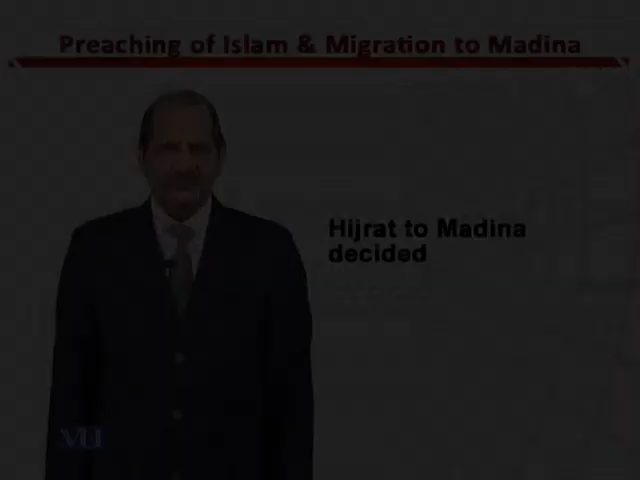 Preaching of Islam & Migration to Madina
Hijrat to Madina
decided
VU